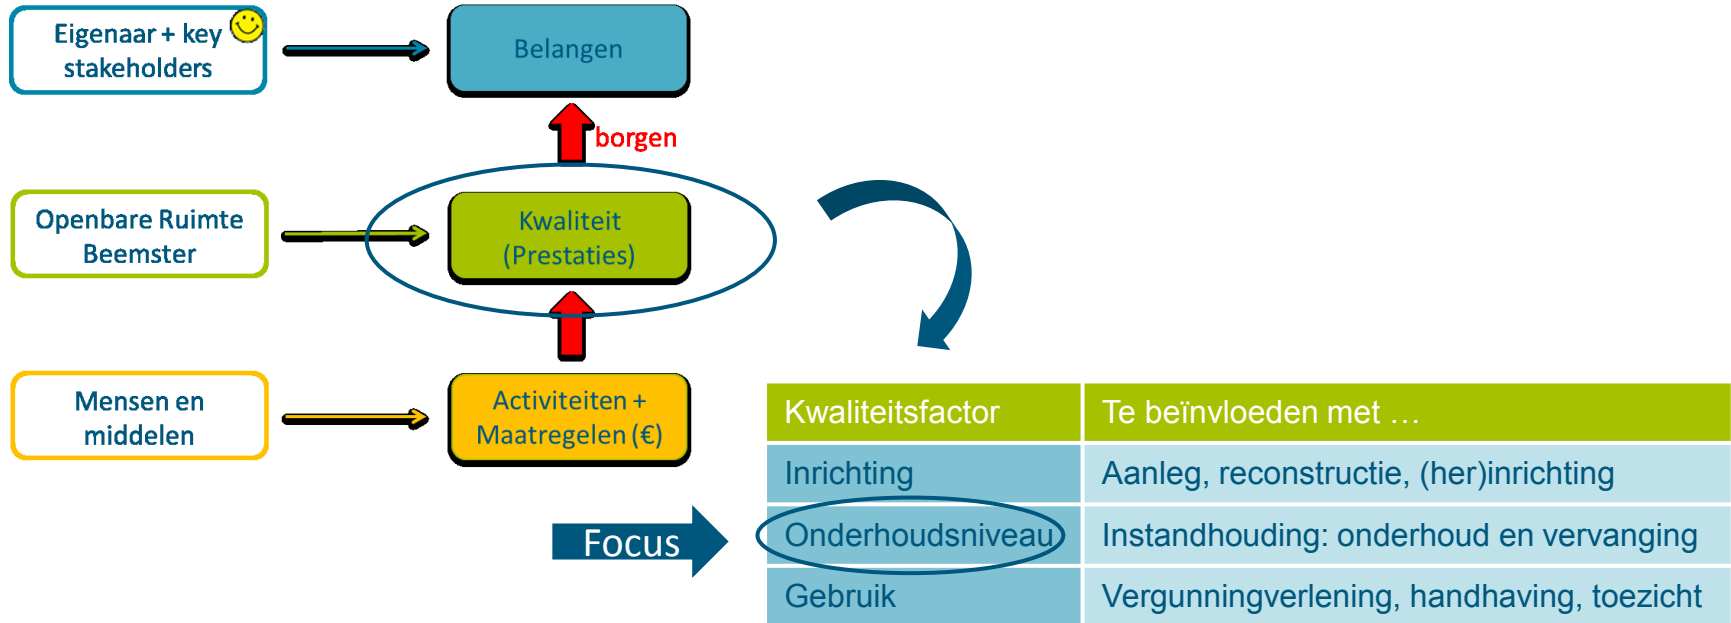 Eigenaar + key
stakeholders
Belangen
borgen
Openbare Ruimte
Beemster
Kwaliteit
(Prestaties)
Mensen en
middelen
Activiteiten +
Maatregelen (€)
Focus
Kwaliteitsfactor
Te beïnvloeden met …
Inrichting
Aanleg, reconstructie, (her)inrichting
Onderhoudsniveau
Instandhouding: onderhoud en vervanging
Gebruik
Vergunningverlening, handhaving, toezicht